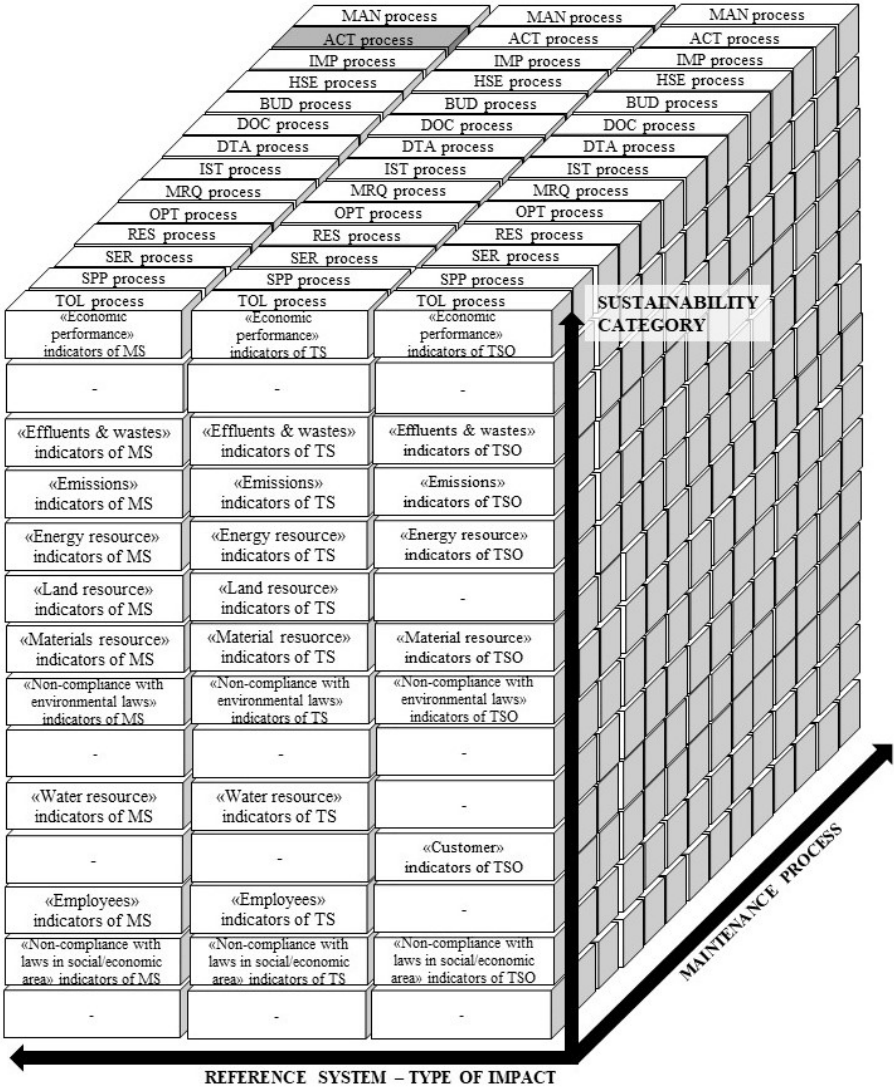 MAN process MAN process MAN process
ACT process ACT process ACT process
IMP process IMP process IMP process
HSE process HSE process HSE process
BUD process BUD process BUD process
DOC process DOC process DOC process
DTA process DTA process DTA process
IST process IST process IST process
MRQ process MRQ process MRQ process
OPT process OPT process OPT process
RES process RES process RES process
SER process SER process SER process
SPP process SPP process SPP process
TOL process TOL process TOL process
SUSTAINABILITY
CATEGORY
«Economic «Economic «Economic
performance» performance» performance»
indicators of MS indicators of TS indicators of TSO
- - -
«Effluents & wastes» «Effluents & wastes» «Effluents & wastes»
indicators of MS indicators of TS indicators of TSO
«Emissions» «Emissions» «Emissions»
indicators of MS indicators of TS indicators of TSO
«Energy resource» «Energy resource» «Energy resource»
indicators of MS indicators of TS indicators of TSO
«Land resource» «Land resource» -
indicators of MS indicators of TS
«Materials resource» «Material resuorce» «Material resource»
indicators of MS indicators of TS indicators of TSO
«Non-compliance with «Non-compliance with «Non-compliance with
environmental laws» environmental laws» environmental laws»
indicators of MS indicators of TS indicators of TSO
- - -
«Water resource» «Water resource» -
indicators of MS indicators of TS
- - «Customer»
indicators of TSO
«Employees» «Employees» -
indicators of MS indicators of TS
«Non-compliance with «Non-compliance with «Non-compliance with
laws in social/economic laws in social/economic laws in social/economic
area» indicators of MS area» indicators of TS area» indicators of TSO
- - -
MAINTENANCE PROCESS
REFERENCE SYSTEM – TYPE OF IMPACT